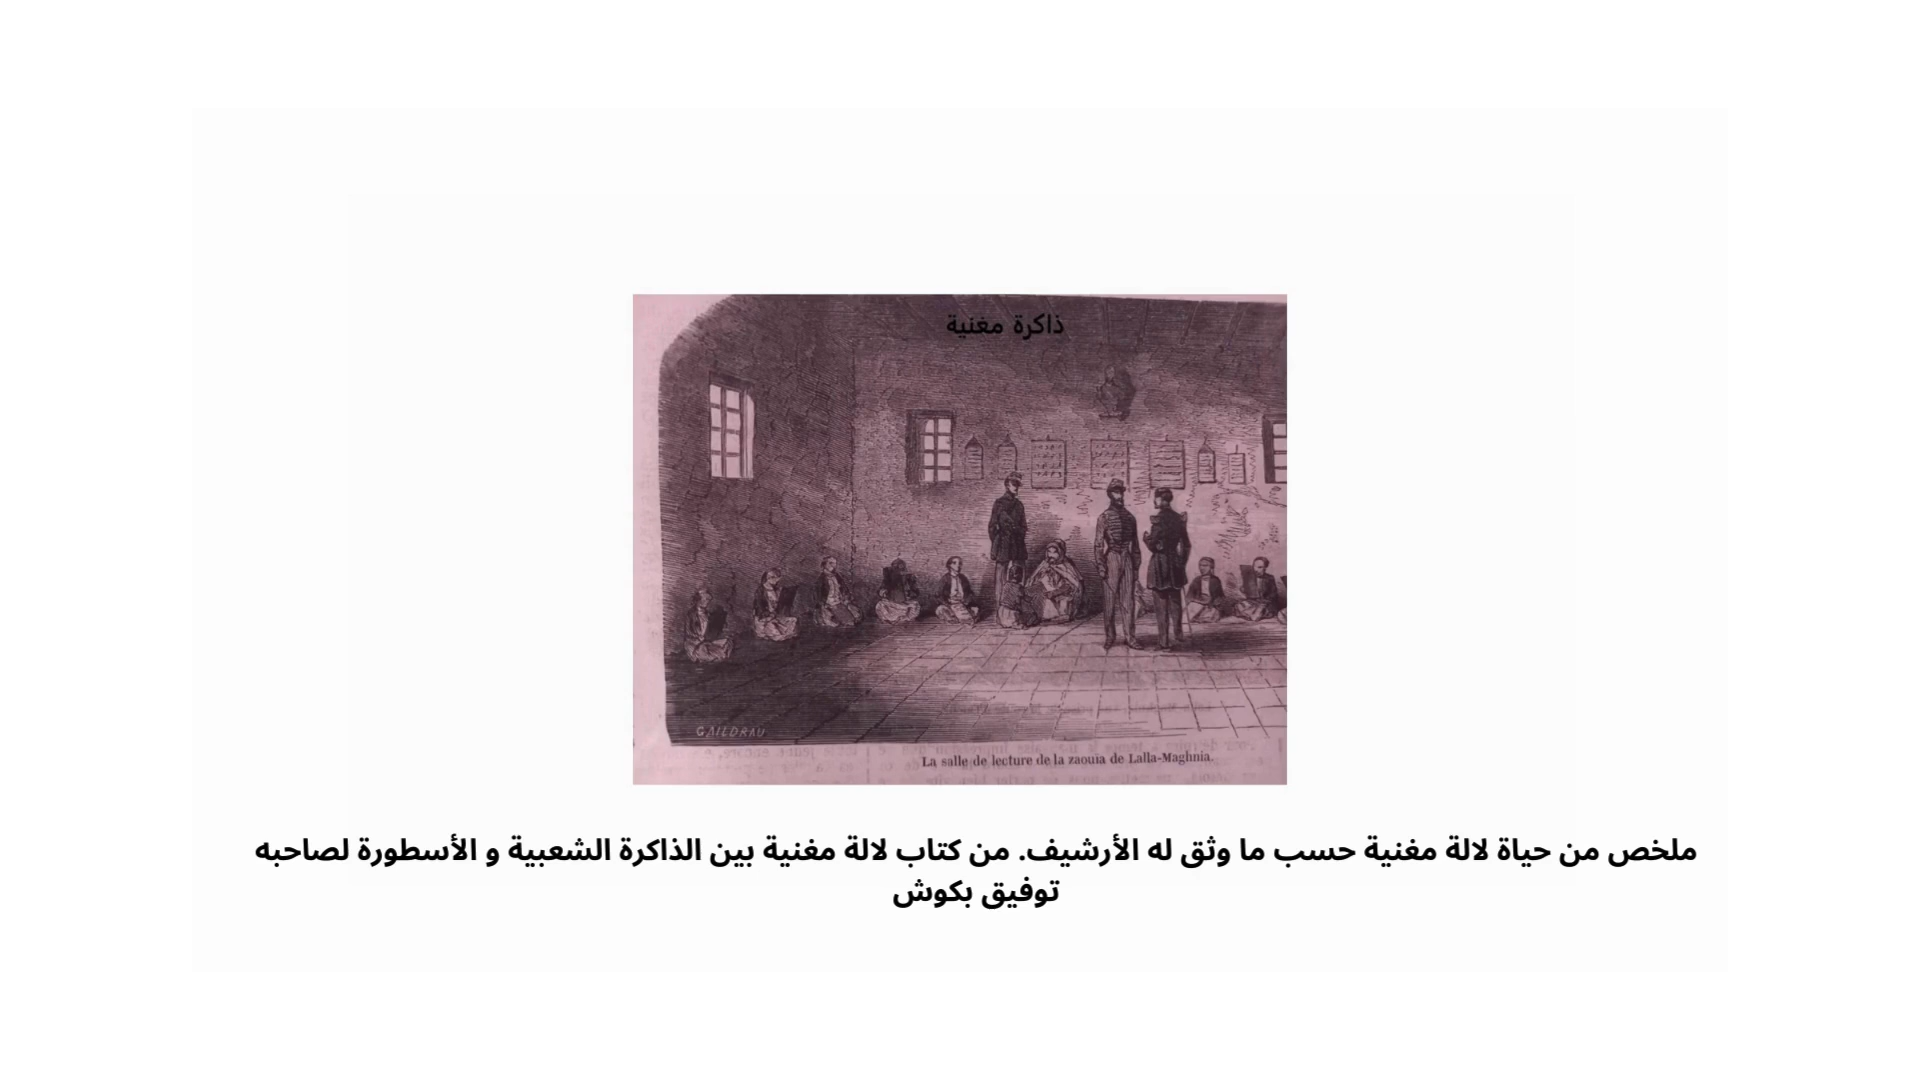 ذاكرة مغنية
GAILDRAU
La salle de lecture de la zaouïa de Lalla-Maghnia.
ملخص من حياة لالة مغنية حسب ما وثق له الأرشيف. من كتاب لالة مغنية بين الذاكرة الشعبية و الأسطورة لصاحبه
توفيق بكوش